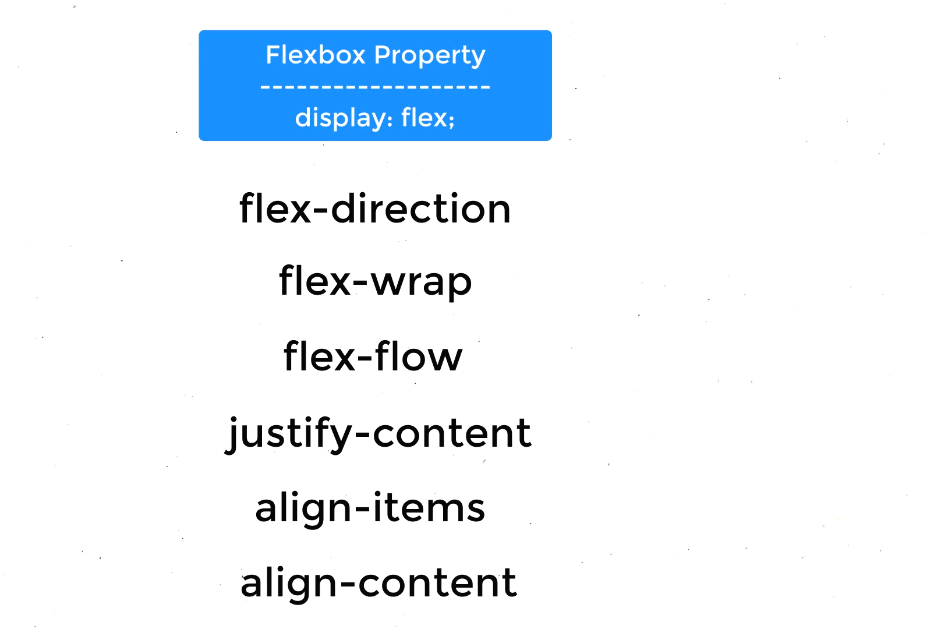 Flexbox Property
-------------------
display: flex;
flex-direction
flex-wrap
flex-flow
justify-content
align-items
align-content